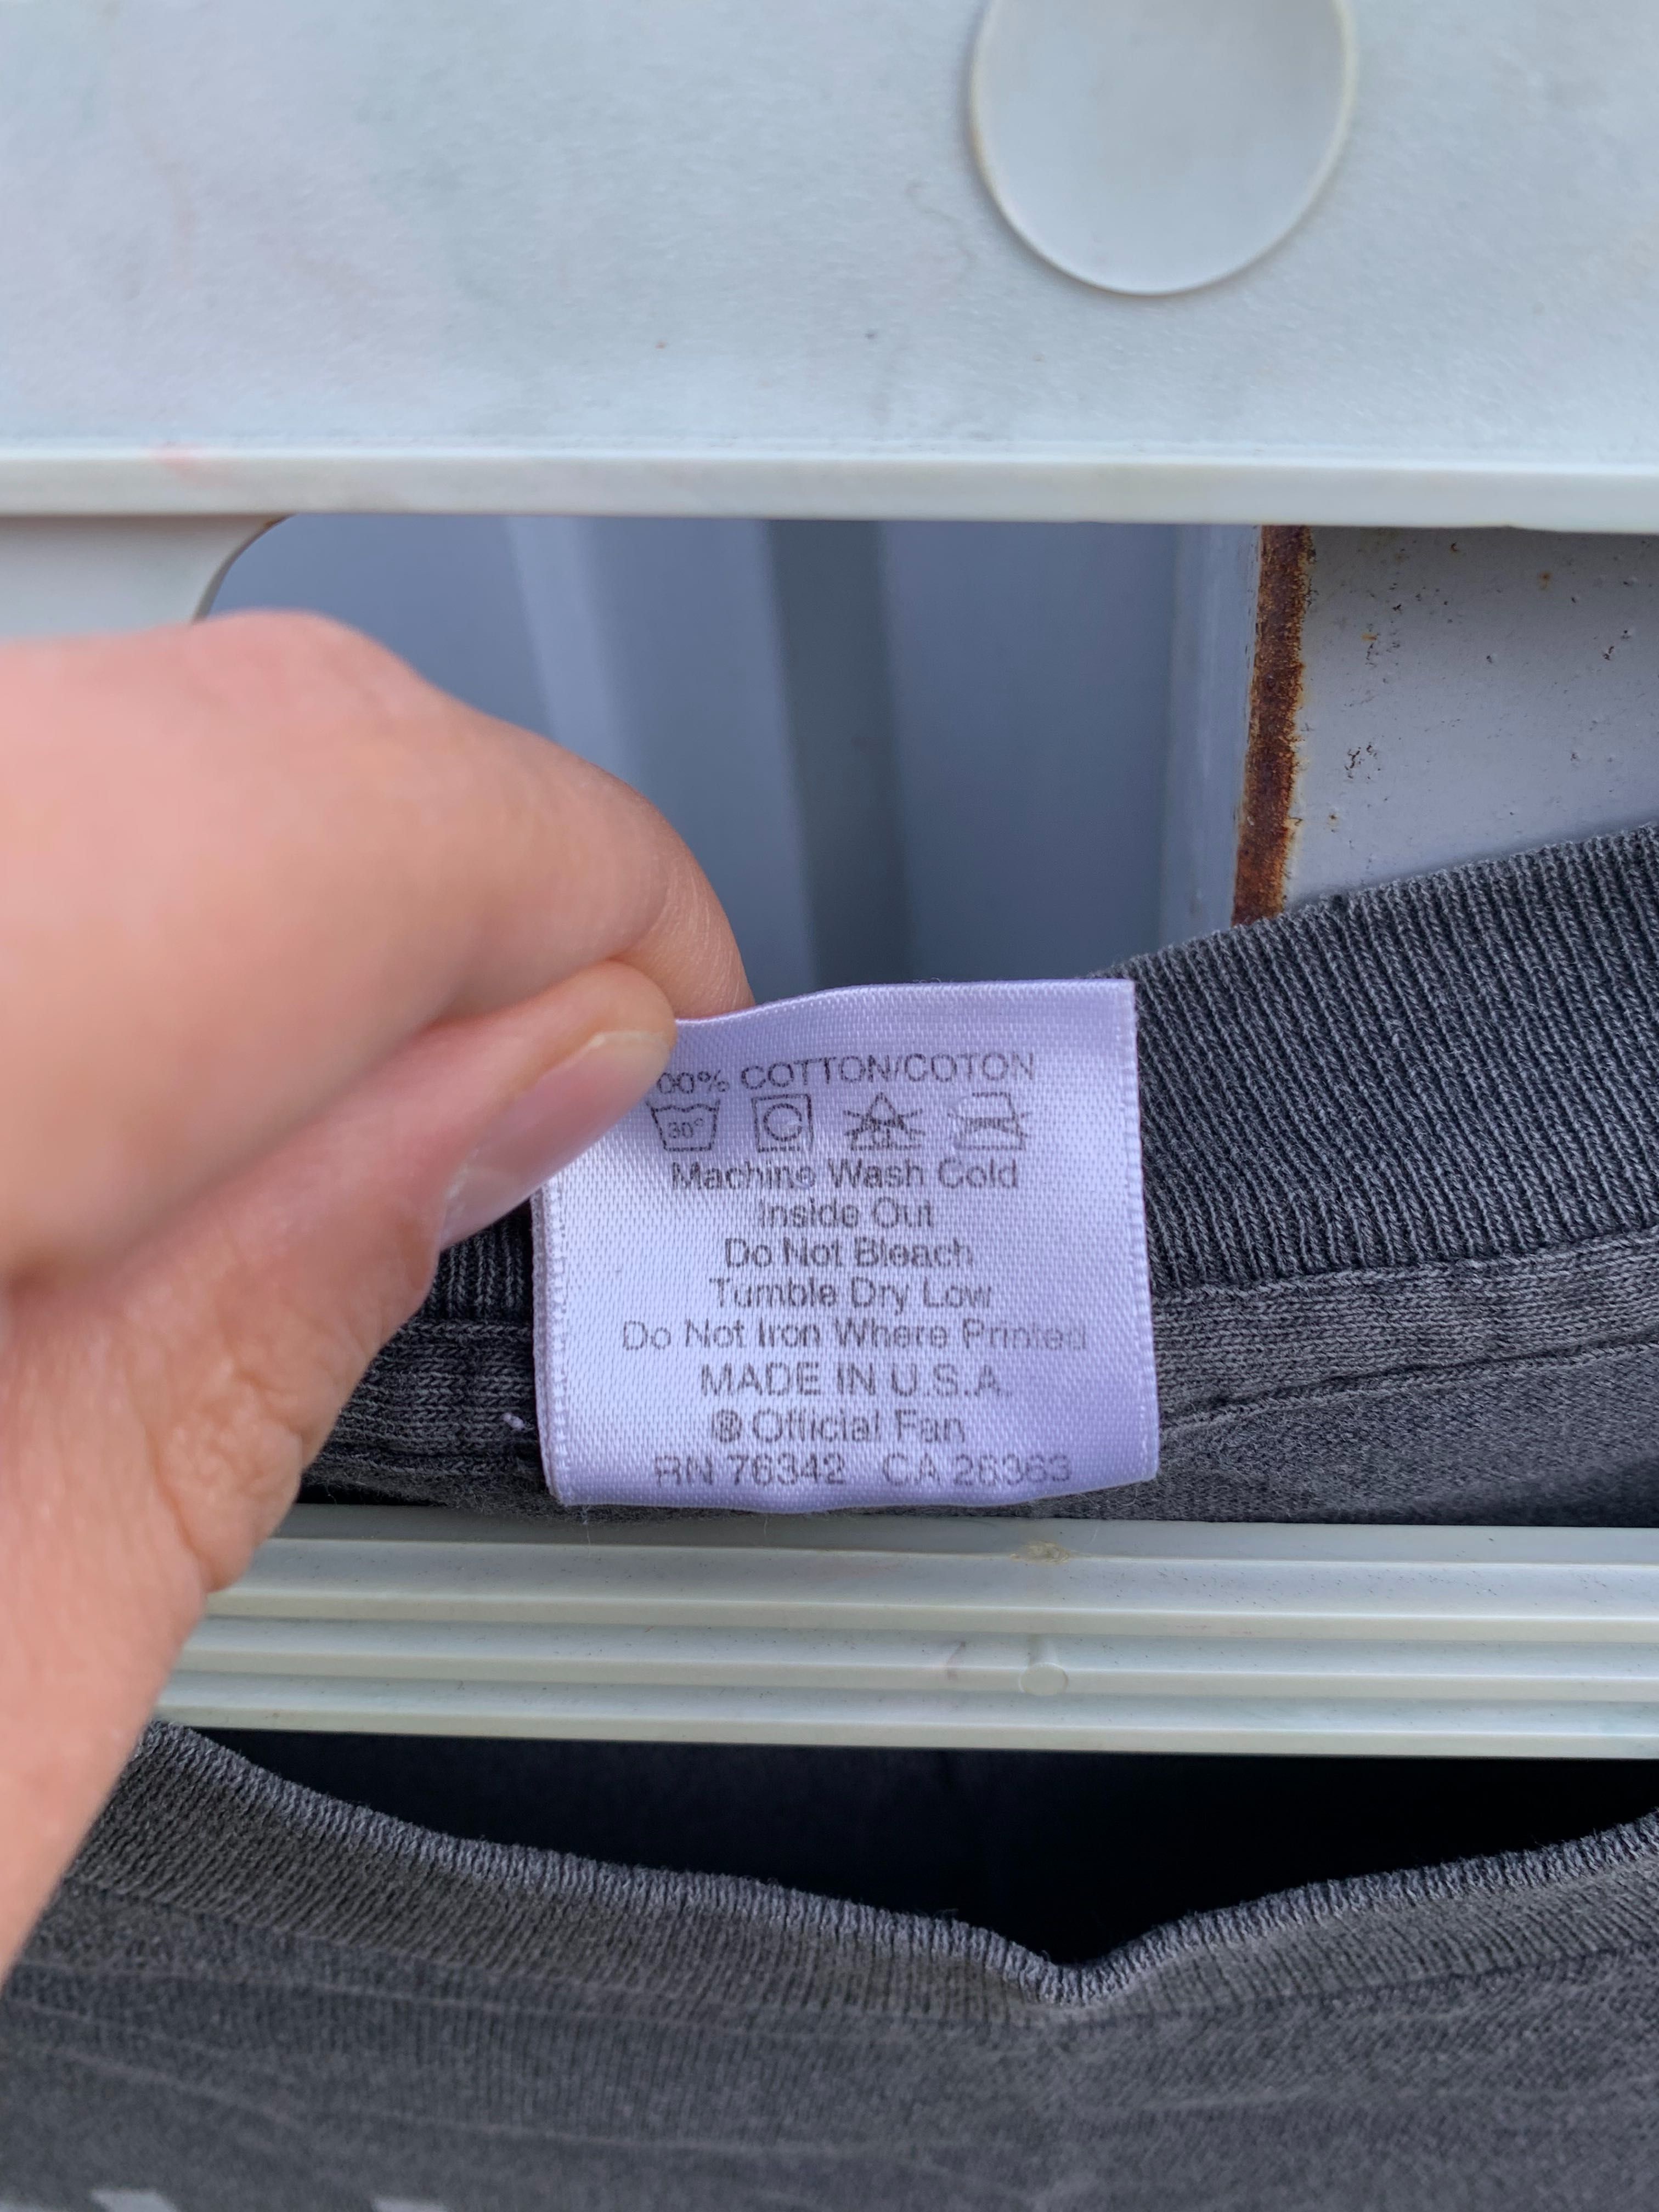 00% COTTON/COTON
30° C
Machine Wash Cold
Inside Out
Do Not Bleach
Tumble Dry Low
Do Not Iron Where Printed
MADE IN U.S.A.
® Official Fan
RN 76342 CA 26363